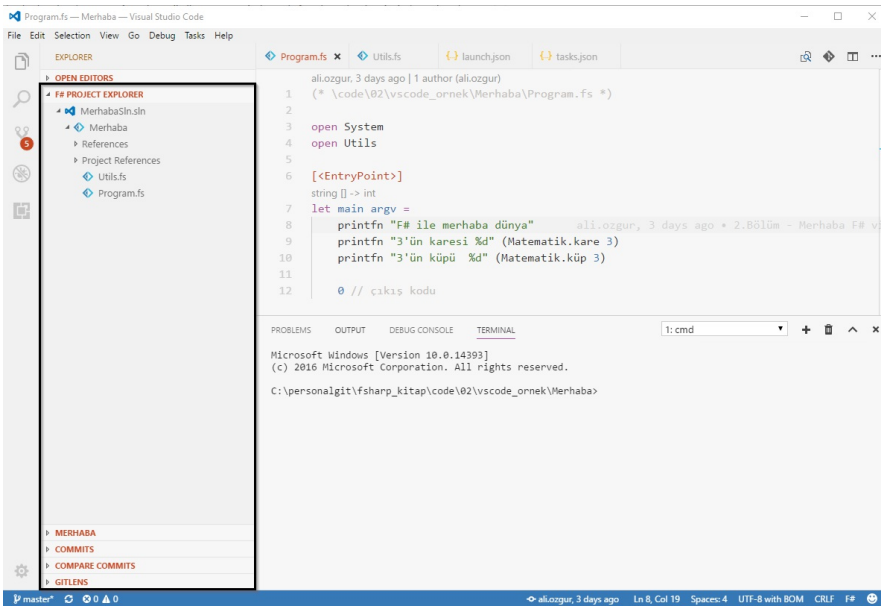 Program.fs — Merhaba — Visual Studio Code
File Edit Selection View Go Debug Tasks Help
EXPLORER
OPEN EDITORS
F# PROJECT EXPLORER
MerhabaSln.sln
Merhaba
References
Project References
Utils.fs
Program.fs
MERHABA
COMMITS
COMPARE COMMITS
GITLENS
5
Program.fs Utils.fs launch.json tasks.json
ali.ozgur, 3 days ago | 1 author (ali.ozgur)
1 (* \code\02\vscode_ornek\Merhaba\Program.fs *)
2
3 open System
4 open Utils
5
6 [<EntryPoint>]
string [] -> int
7 let main argv =
8 printfn "F# ile merhaba dünya" ali.ozgur, 3 days ago • 2.Bölüm - Merhaba F#
9 printfn "3'ün karesi %d" (Matematik.kare 3)
10 printfn "3'ün küpü %d" (Matematik.küp 3)
11
12 0 // çıkış kodu
PROBLEMS OUTPUT DEBUG CONSOLE TERMINAL 1: cmd
Microsoft Windows [Version 10.0.14393]
(c) 2016 Microsoft Corporation. All rights reserved.
C:\personalgit\fsharp_kitap\code\02\vscode_ornek\Merhaba>
master* 0 0 ali.ozgur, 3 days ago Ln 8, Col 19 Spaces: 4 UTF-8 with BOM CRLF F#